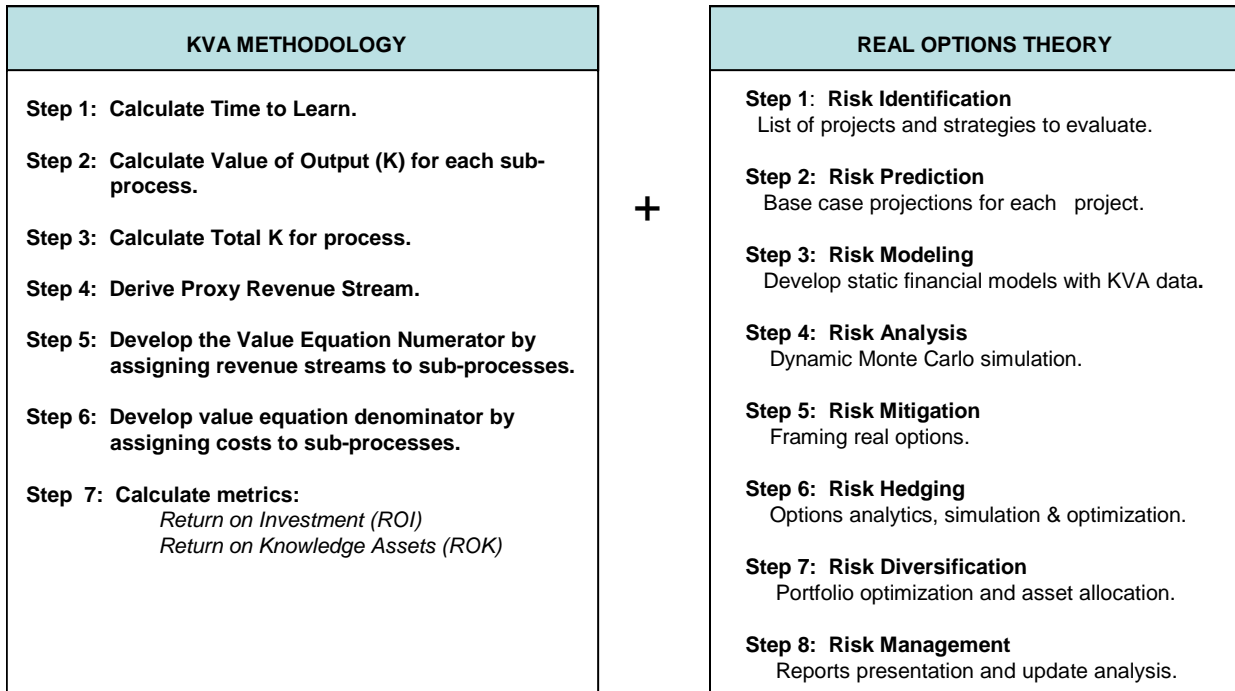 KVA METHODOLOGY
Step 1: Calculate Time to Learn.
Step 2: Calculate Value of Output (K) for each sub-
process.
Step 3: Calculate Total K for process.
Step 4: Derive Proxy Revenue Stream.
Step 5: Develop the Value Equation Numerator by
assigning revenue streams to sub-processes.
Step 6: Develop value equation denominator by
assigning costs to sub-processes.
Step 7: Calculate metrics:
Return on Investment (ROI)
Return on Knowledge Assets (ROK)
+
REAL OPTIONS THEORY
Step 1: Risk Identification
List of projects and strategies to evaluate.
Step 2: Risk Prediction
Base case projections for each project.
Step 3: Risk Modeling
Develop static financial models with KVA data.
Step 4: Risk Analysis
Dynamic Monte Carlo simulation.
Step 5: Risk Mitigation
Framing real options.
Step 6: Risk Hedging
Options analytics, simulation & optimization.
Step 7: Risk Diversification
Portfolio optimization and asset allocation.
Step 8: Risk Management
Reports presentation and update analysis.